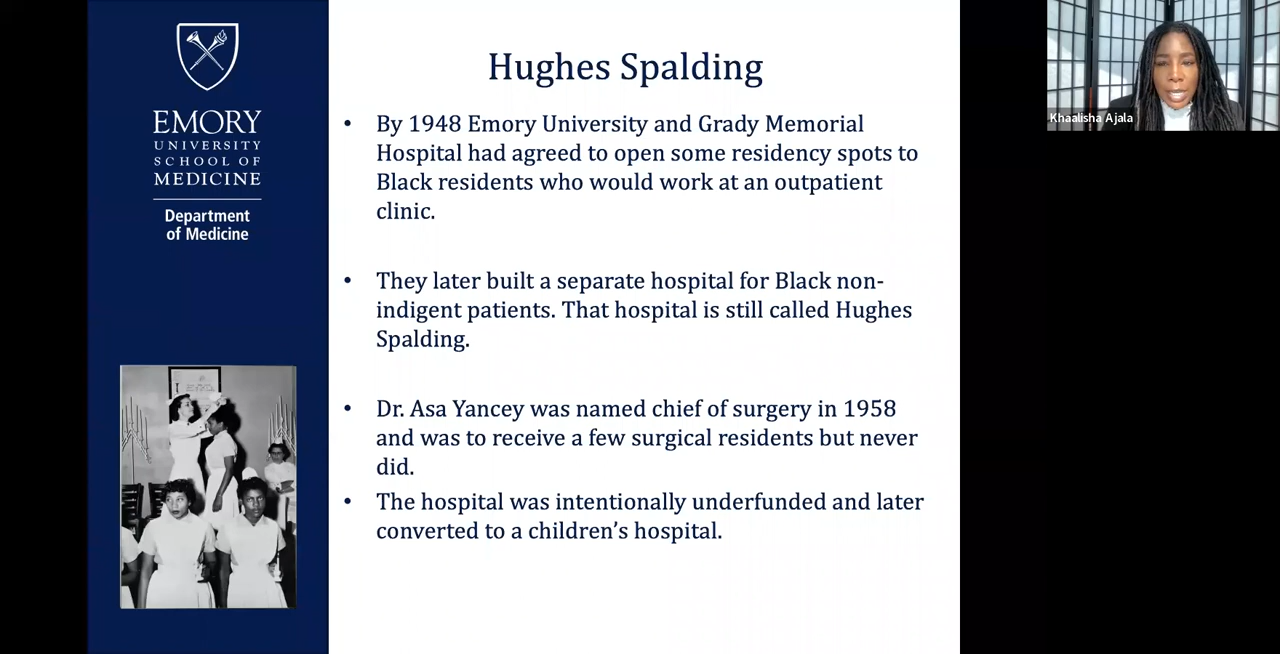 EMORY
UNIVERSITY
SCHOOL OF
MEDICINE
Department
of Medicine
Hughes Spalding
• By 1948 Emory University and Grady Memorial
Hospital had agreed to open some residency spots to
Black residents who would work at an outpatient
clinic.
• They later built a separate hospital for Black non-
indigent patients. That hospital is still called Hughes
Spalding.
• Dr. Asa Yancey was named chief of surgery in 1958
and was to receive a few surgical residents but never
did.
• The hospital was intentionally underfunded and later
converted to a children’s hospital.
Khaalisha Ajala